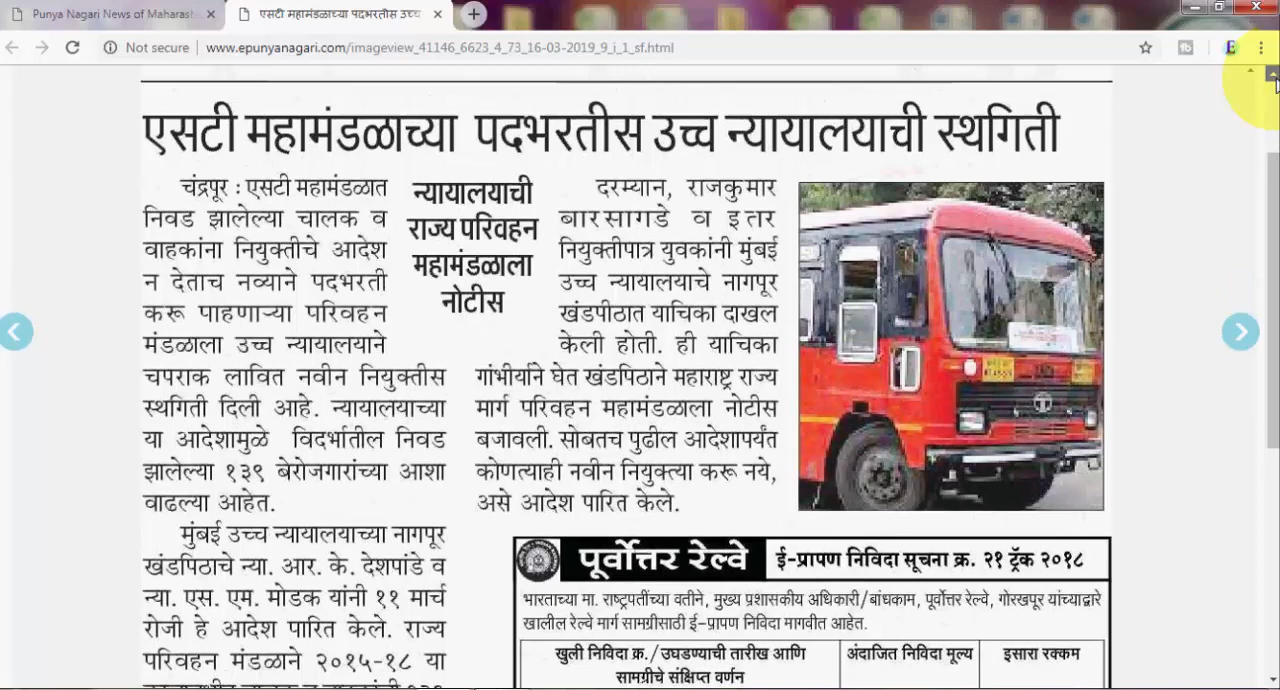 Punya Nagari News of Maharash
एसटी महामंडळाच्या पदभरतीस उच्च
Not secure
www.epunyanagari.com/imageview_41146_6623_4_73_16-03-2019_9_i_1_sf.html
एसटी महामंडळाच्या पदभरतीस उच्च न्यायालयाची स्थगिती
चंद्रपूर : एसटी महामंडळात
निवड झालेल्या चालक व
वाहकांना नियुक्तीचे आदेश
न देताच नव्याने पदभरती
करू पाहणाऱ्या परिवहन
मंडळाला उच्च न्यायालयाने
चपराक लावित नवीन नियुक्तीस
स्थगिती दिली आहे. न्यायालयाच्या
या आदेशामुळे विदर्भातील निवड
झालेल्या १३९ बेरोजगारांच्या आशा
वाढल्या आहेत.
मुंबई उच्च न्यायालयाच्या नागपूर
खंडपिठाचे न्या. आर. के. देशपांडे व
न्या. एस. एम. मोडक यांनी ११ मार्च
रोजी हे आदेश पारित केले. राज्य
परिवहन मंडळाने २०१५-१८ या
न्यायालयाची
राज्य परिवहन
महामंडळाला
नोटीस
दरम्यान, राजकुमार
बारसागडे व इतर
नियुक्तीपात्र युवकांनी मुंबई
उच्च न्यायालयाचे नागपूर
खंडपीठात याचिका दाखल
केली होती. ही याचिका
गांभीर्याने घेत खंडपिठाने महाराष्ट्र राज्य
मार्ग परिवहन महामंडळाला नोटीस
बजावली. सोबतच पुढील आदेशापर्यंत
कोणत्याही नवीन नियुक्त्या करू नये,
असे आदेश पारित केले.
पूर्वोत्तर रेल्वे
ई-प्रापण निविदा सूचना क्र. २१ ट्रॅक २०१८
भारताच्या मा. राष्ट्रपतींच्या वतीने, मुख्य प्रशासकीय अधिकारी/बांधकाम, पूर्वोत्तर रेल्वे, गोरखपूर यांच्याद्वारे
खालील रेल्वे मार्ग सामग्रीसाठी ई-प्रापण निविदा मागवीत आहेत.
खुली निविदा क्र./उघडण्याची तारीख आणि
सामग्रीचे संक्षिप्त वर्णन
अंदाजित निविदा मूल्य
इसारा रक्कम